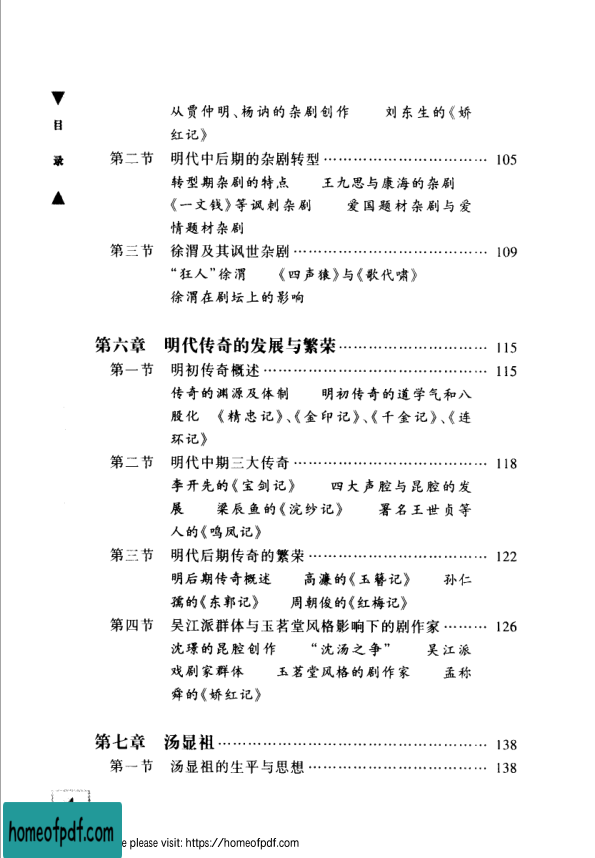 目录
从贾仲明、杨讷的杂剧创作 刘东生的《娇
红记》
第二节 明代中后期的杂剧转型…………………………… 105
转型期杂剧的特点 王九思与康海的杂剧
《一文钱》等讽刺杂剧 爱国题材杂剧与爱
情题材杂剧
第三节 徐渭及其讽世杂剧………………………………… 109
“狂人”徐渭 《四声猿》与《歌代啸》
徐渭在剧坛上的影响
第六章 明代传奇的发展与繁荣………………………… 115
第一节 明初传奇概述……………………………………… 115
传奇的渊源及体制 明初传奇的道学气和八
股化 《精忠记》、《金印记》、《千金记》、《连
环记》
第二节 明代中期三大传奇………………………………… 118
李开先的《宝剑记》 四大声腔与昆腔的发
展 梁辰鱼的《浣纱记》 署名王世贞等
人的《鸣凤记》
第三节 明代后期传奇的繁荣……………………………… 122
明后期传奇概述 高濂的《玉簪记》 孙仁
孺的《东郭记》 周朝俊的《红梅记》
第四节 吴江派群体与玉茗堂风格影响下的剧作家……… 126
沈璟的昆腔创作 “沈汤之争” 吴江派
戏剧家群体 玉茗堂风格的剧作家 孟称
舜的《娇红记》
第七章 汤显祖……………………………………………… 138
第一节 汤显祖的生平与思想……………………………… 138
homeofpdf.com
e please visit: https://homeofpdf.com